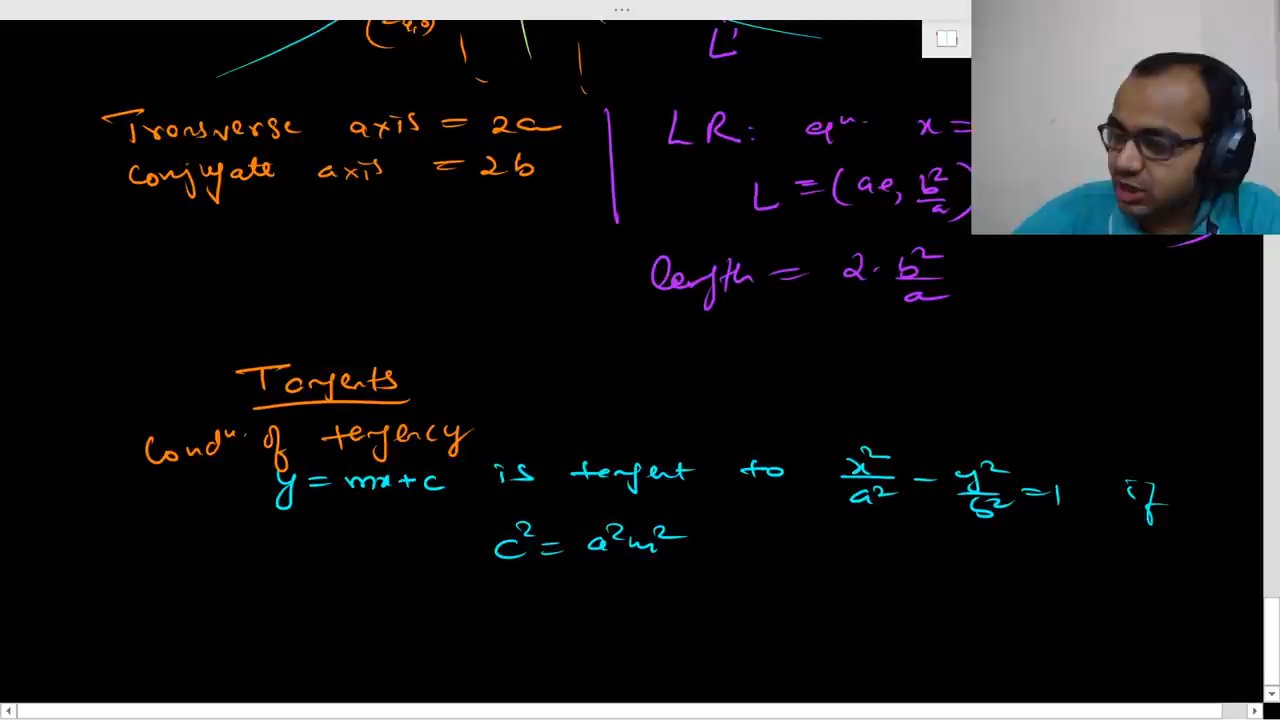 (-a,0)
L'
Transverse axis = 2a
Conjugate axis = 2b
LR: eqⁿ. x =
L ≡ (ae, b²/a)
length = 2 · b²/a
Tangents
Condⁿ. of tangency
y = mx + c is tangent to x²/a² - y²/b² = 1 if
c² = a²m²